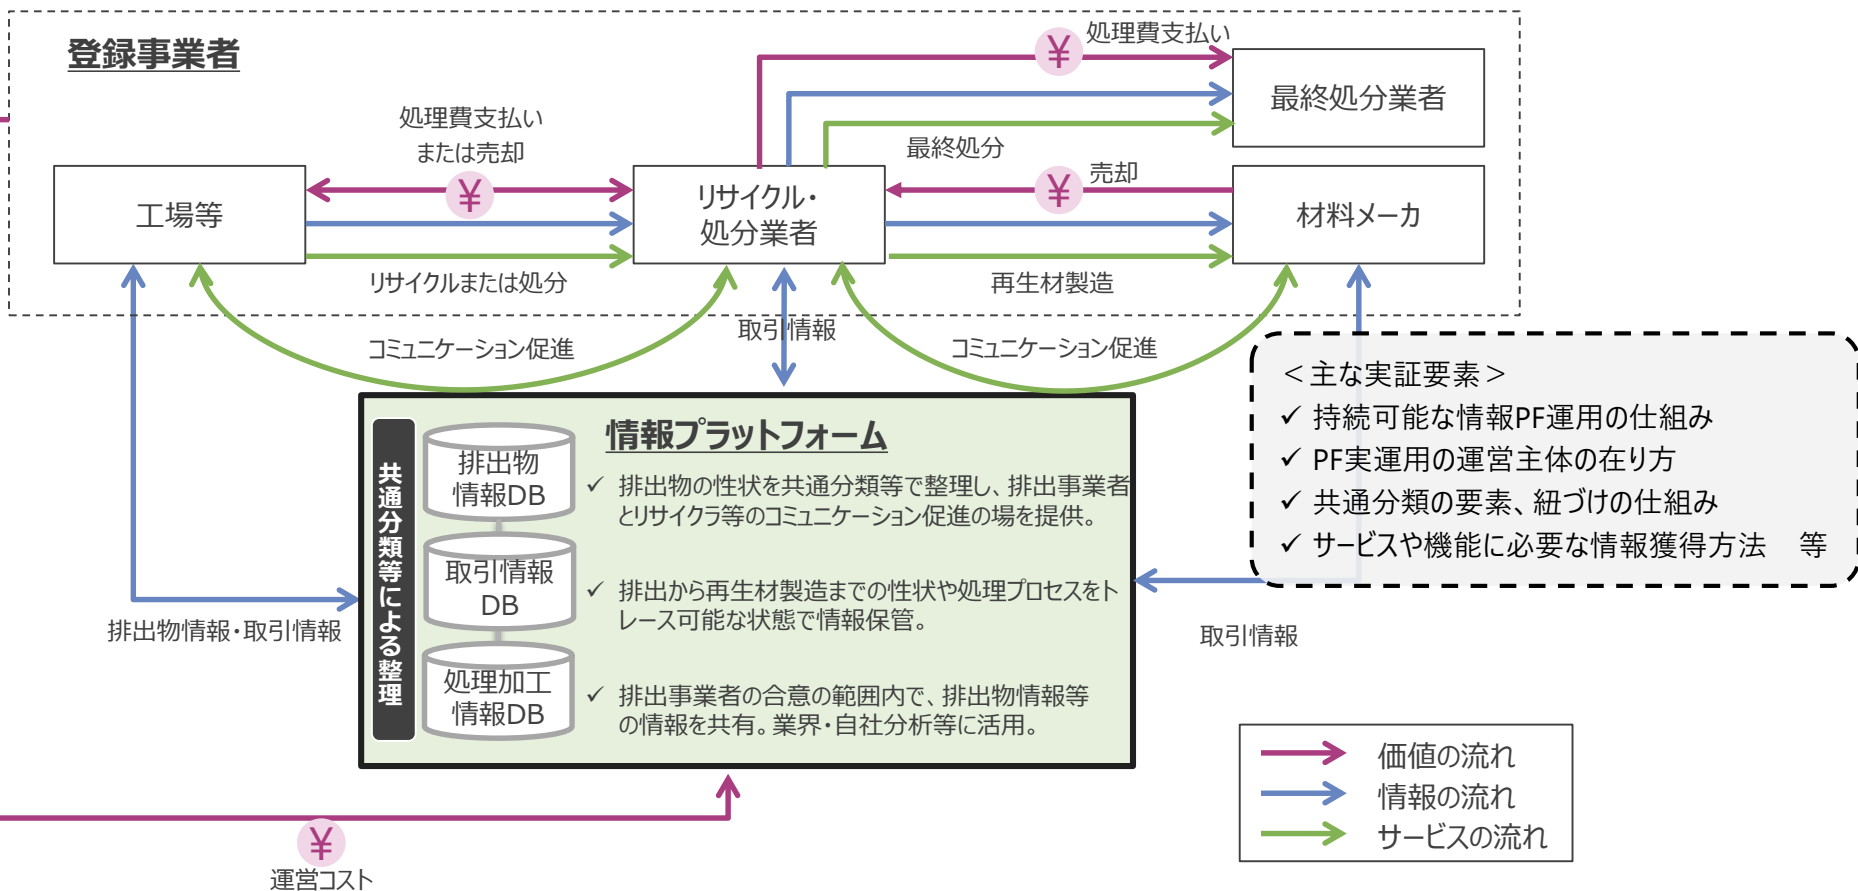 登録事業者
処理費支払い
¥
最終処分業者
処理費支払い
または売却
¥
最終処分
売却
¥
工場等
リサイクル・
処分業者
材料メーカ
リサイクルまたは処分
再生材製造
コミュニケーション促進
取引情報
コミュニケーション促進
＜主な実証要素＞
✓ 持続可能な情報PF運用の仕組み
✓ PF実運用の運営主体の在り方
✓ 共通分類の要素、紐づけの仕組み
✓ サービスや機能に必要な情報獲得方法　等
共通分類等による整理
排出物
情報DB
取引情報
DB
処理加工
情報DB
情報プラットフォーム
✓ 排出物の性状を共通分類等で整理し、排出事業者
とリサイクラ等のコミュニケーション促進の場を提供。
✓ 排出から再生材製造までの性状や処理プロセスをト
レース可能な状態で情報保管。
✓ 排出事業者の合意の範囲内で、排出物情報等
の情報を共有。業界・自社分析等に活用。
排出物情報・取引情報
取引情報
価値の流れ
情報の流れ
サービスの流れ
¥
運営コスト